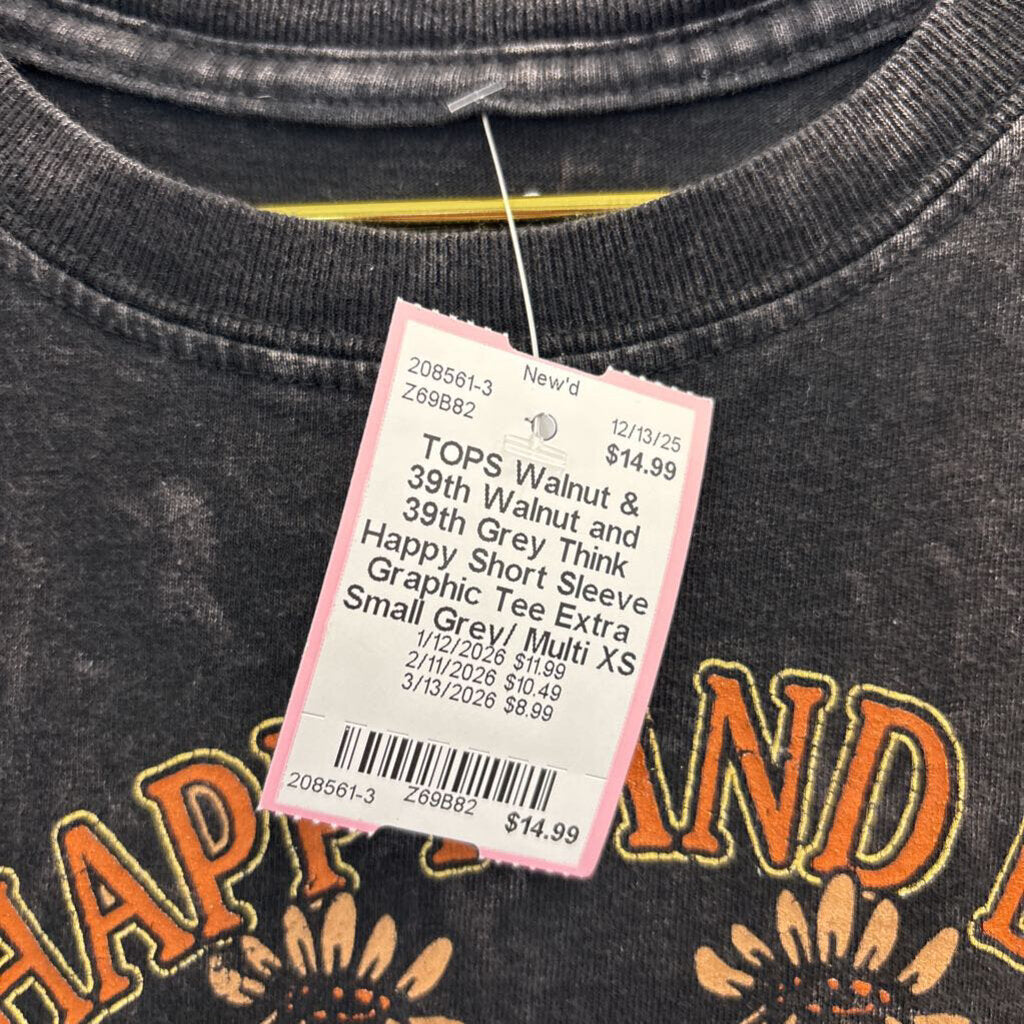 208561-3
New'd
Z69B82
12/13/25
$14.99
TOPS Walnut &
39th Walnut and
39th Grey Think
Happy Short Sleeve
Graphic Tee Extra
Small Grey/ Multi XS
1/12/2026 $11.99
2/11/2026 $10.49
3/13/2026 $8.99
208561-3 Z69B82
$14.99
HAPPY AND